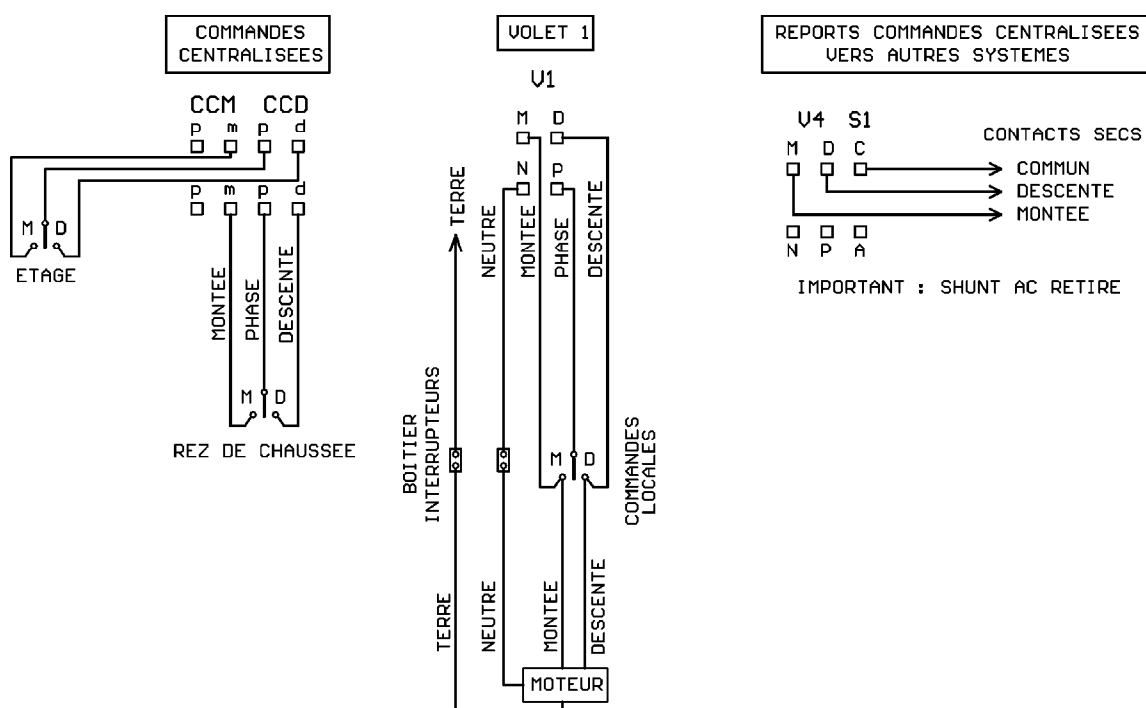 COMMANDES
CENTRALISEES
CCM CCD
p m p d
p m p d
M D
ETAGE
MONTEE
PHASE
DESCENTE
M D
REZ DE CHAUSSEE
VOLET 1
V1
M D
N P
TERRE
NEUTRE
MONTEE
PHASE
DESCENTE
BOITIER
INTERRUPTEURS
M D
COMMANDES
LOCALES
TERRE
NEUTRE
MONTEE
DESCENTE
MOTEUR
REPORTS COMMANDES CENTRALISEES
VERS AUTRES SYSTEMES
V4 S1
CONTACTS SECS
M D C
COMMUN
DESCENTE
MONTEE
N P A
IMPORTANT : SHUNT AC RETIRE